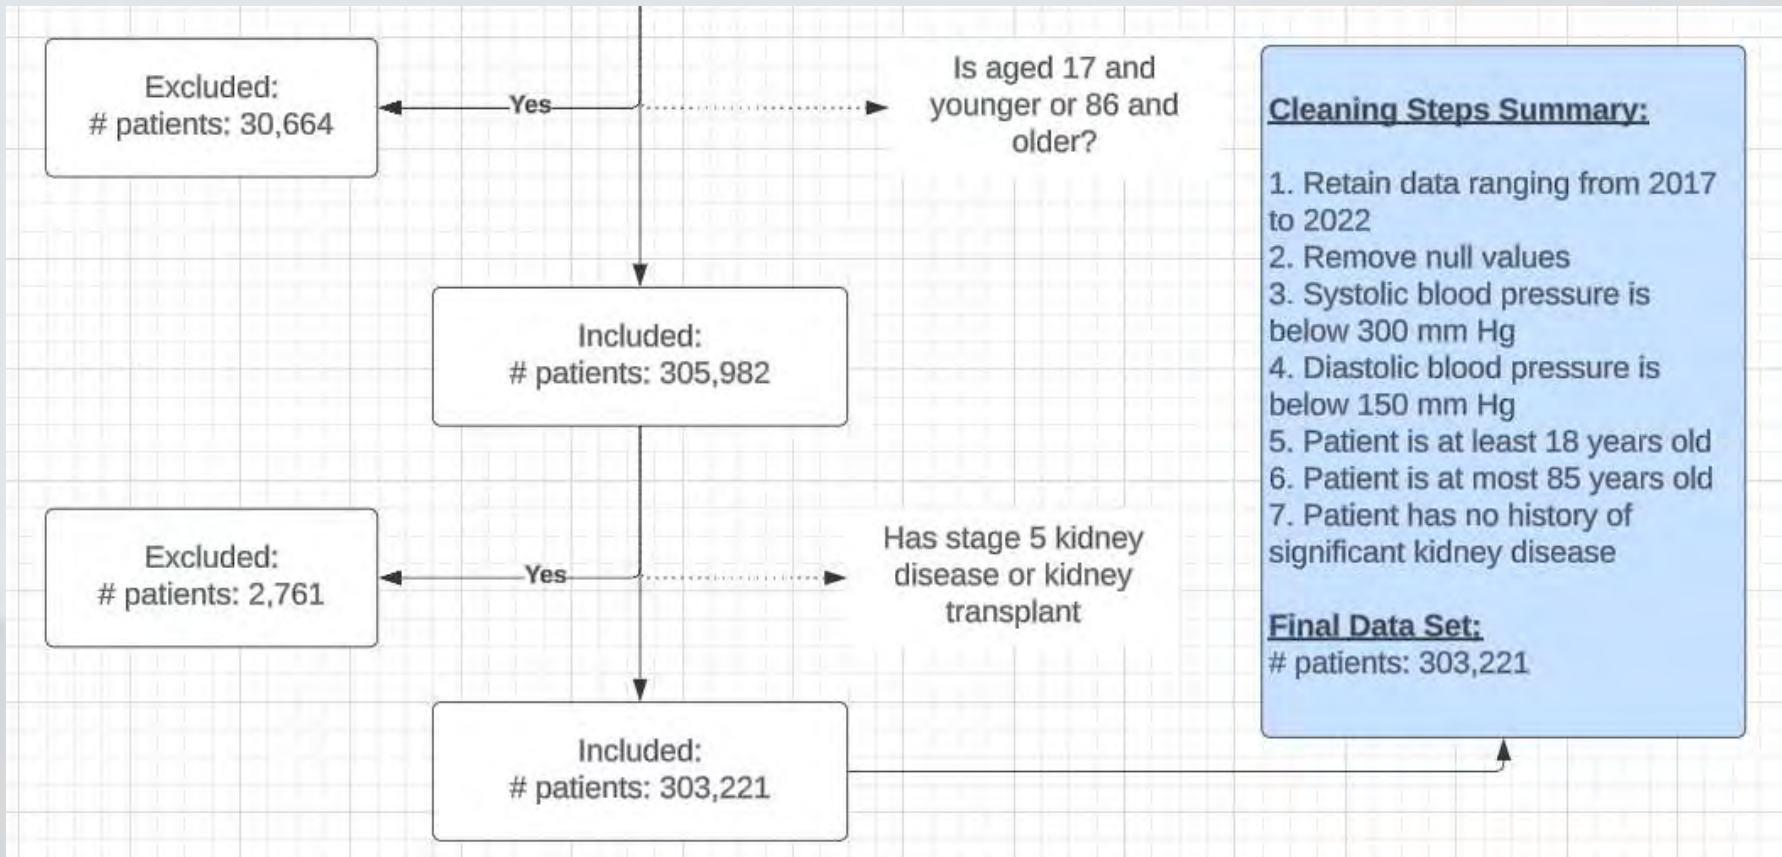 Excluded:
# patients: 30,664
Yes
Is aged 17 and
younger or 86 and
older?
Included:
# patients: 305,982
Excluded:
# patients: 2,761
Yes
Has stage 5 kidney
disease or kidney
transplant
Included:
# patients: 303,221
Cleaning Steps Summary:
1. Retain data ranging from 2017
to 2022
2. Remove null values
3. Systolic blood pressure is
below 300 mm Hg
4. Diastolic blood pressure is
below 150 mm Hg
5. Patient is at least 18 years old
6. Patient is at most 85 years old
7. Patient has no history of
significant kidney disease
Final Data Set:
# patients: 303,221